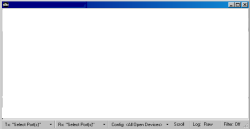 Tx: "Select Port(s)" Rx: "Select Port(s)" Config: <All Open Devices> Scroll Log: Raw Filter: Off